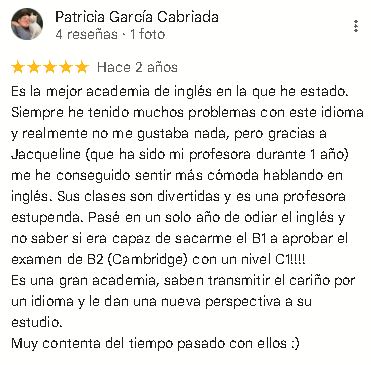 Patricia García Cabriada
4 reseñas · 1 foto
Hace 2 años
Es la mejor academia de inglés en la que he estado.
Siempre he tenido muchos problemas con este idioma
y realmente no me gustaba nada, pero gracias a
Jacqueline (que ha sido mi profesora durante 1 año)
me he conseguido sentir más cómoda hablando en
inglés. Sus clases son divertidas y es una profesora
estupenda. Pasé en un solo año de odiar el inglés y
no saber si era capaz de sacarme el B1 a aprobar el
examen de B2 (Cambridge) con un nivel C1!!!!
Es una gran academia, saben transmitir el cariño por
un idioma y le dan una nueva perspectiva a su
estudio.
Muy contenta del tiempo pasado con ellos :)